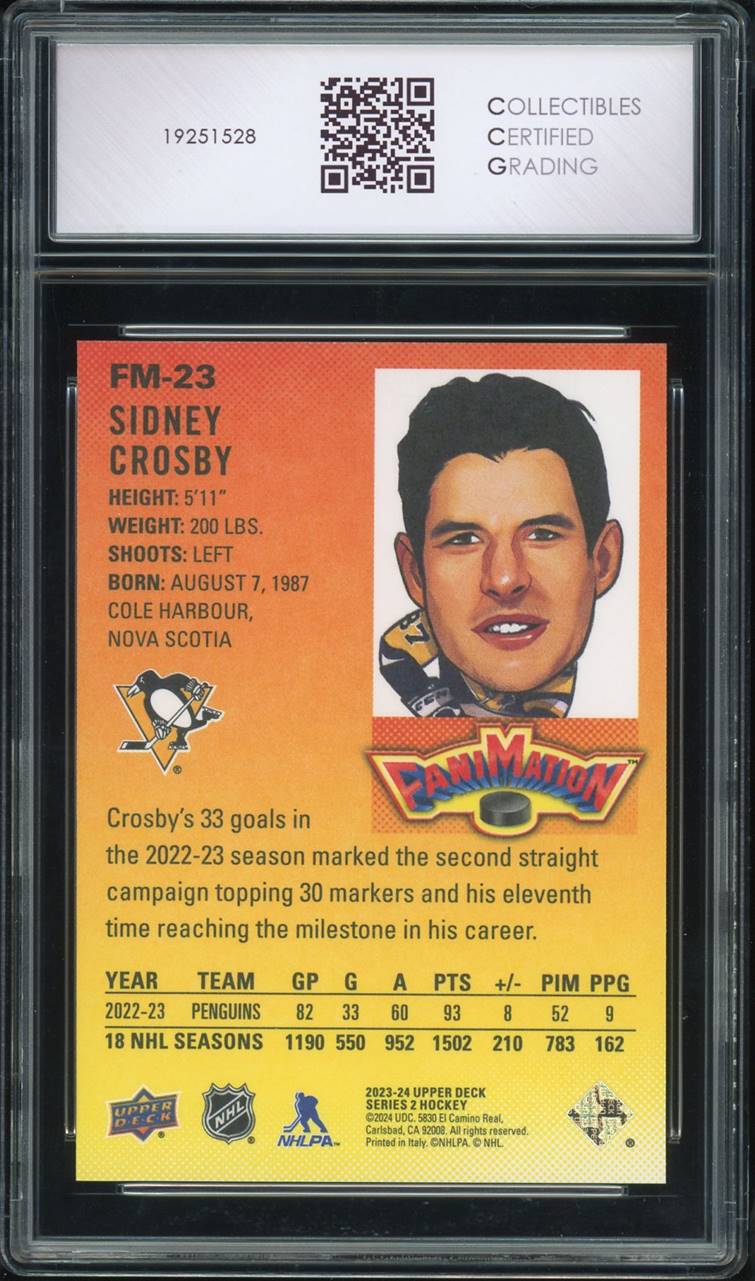 19251528
COLLECTIBLES
CERTIFIED
GRADING
FM-23
SIDNEY
CROSBY
HEIGHT: 5'11"
WEIGHT: 200 LBS.
SHOOTS: LEFT
BORN: AUGUST 7, 1987
COLE HARBOUR,
NOVA SCOTIA
87
FANIMATION™
Crosby's 33 goals in
the 2022-23 season marked the second straight
campaign topping 30 markers and his eleventh
time reaching the milestone in his career.
YEAR TEAM GP G A PTS +/- PIM PPG
2022-23 PENGUINS 82 33 60 93 8 52 9
18 NHL SEASONS 1190 550 952 1502 210 783 162
UPPER
DECK
®
NHL
®
NHLPA™
2023-24 UPPER DECK
SERIES 2 HOCKEY
©2024 UDC. 5830 El Camino Real,
Carlsbad, CA 92008. All rights reserved.
Printed in Italy. ©NHLPA. © NHL.
®